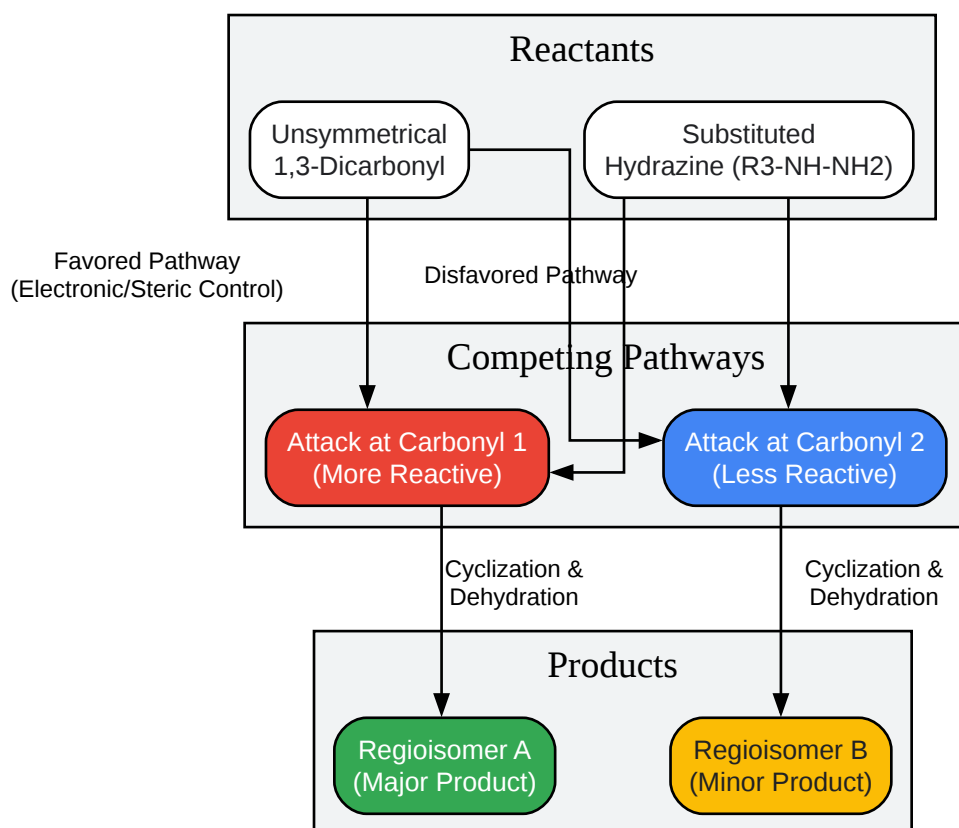 Reactants
Unsymmetrical
1,3-Dicarbonyl
Substituted
Hydrazine (R3-NH-NH2)
Favored Pathway
(Electronic/Steric Control)
Disfavored Pathway
Competing Pathways
Attack at Carbonyl 1
(More Reactive)
Attack at Carbonyl 2
(Less Reactive)
Cyclization &
Dehydration
Cyclization &
Dehydration
Products
Regioisomer A
(Major Product)
Regioisomer B
(Minor Product)